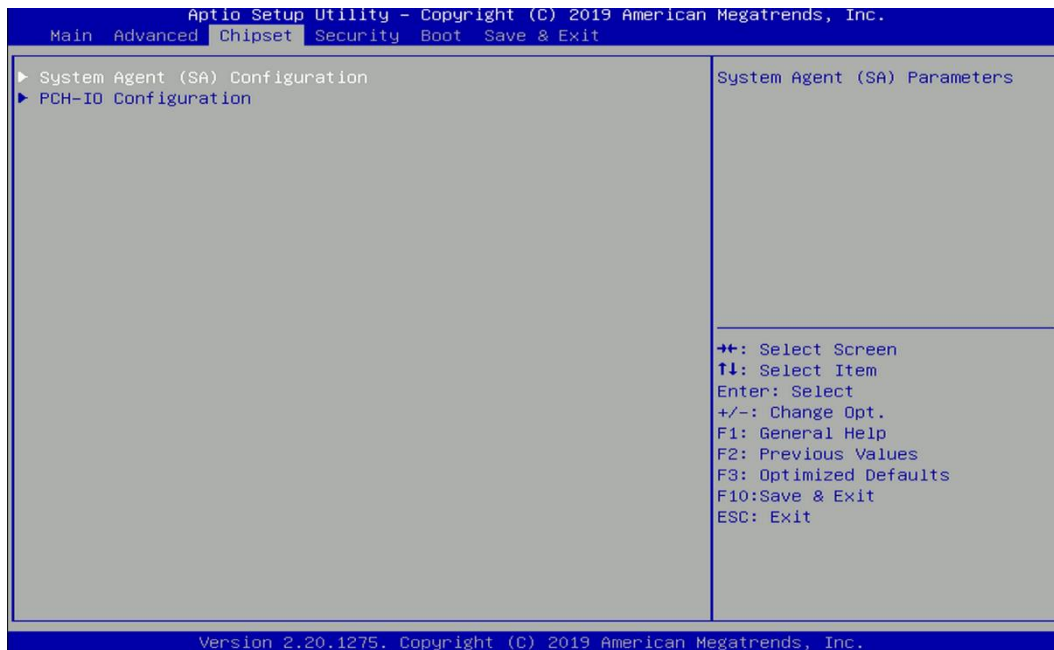 Aptio Setup Utility – Copyright (C) 2019 American Megatrends, Inc.
Main Advanced Chipset Security Boot Save & Exit
▶ System Agent (SA) Configuration
▶ PCH-IO Configuration
System Agent (SA) Parameters
→←: Select Screen
↑↓: Select Item
Enter: Select
+/-: Change Opt.
F1: General Help
F2: Previous Values
F3: Optimized Defaults
F10:Save & Exit
ESC: Exit
Version 2.20.1275. Copyright (C) 2019 American Megatrends, Inc.